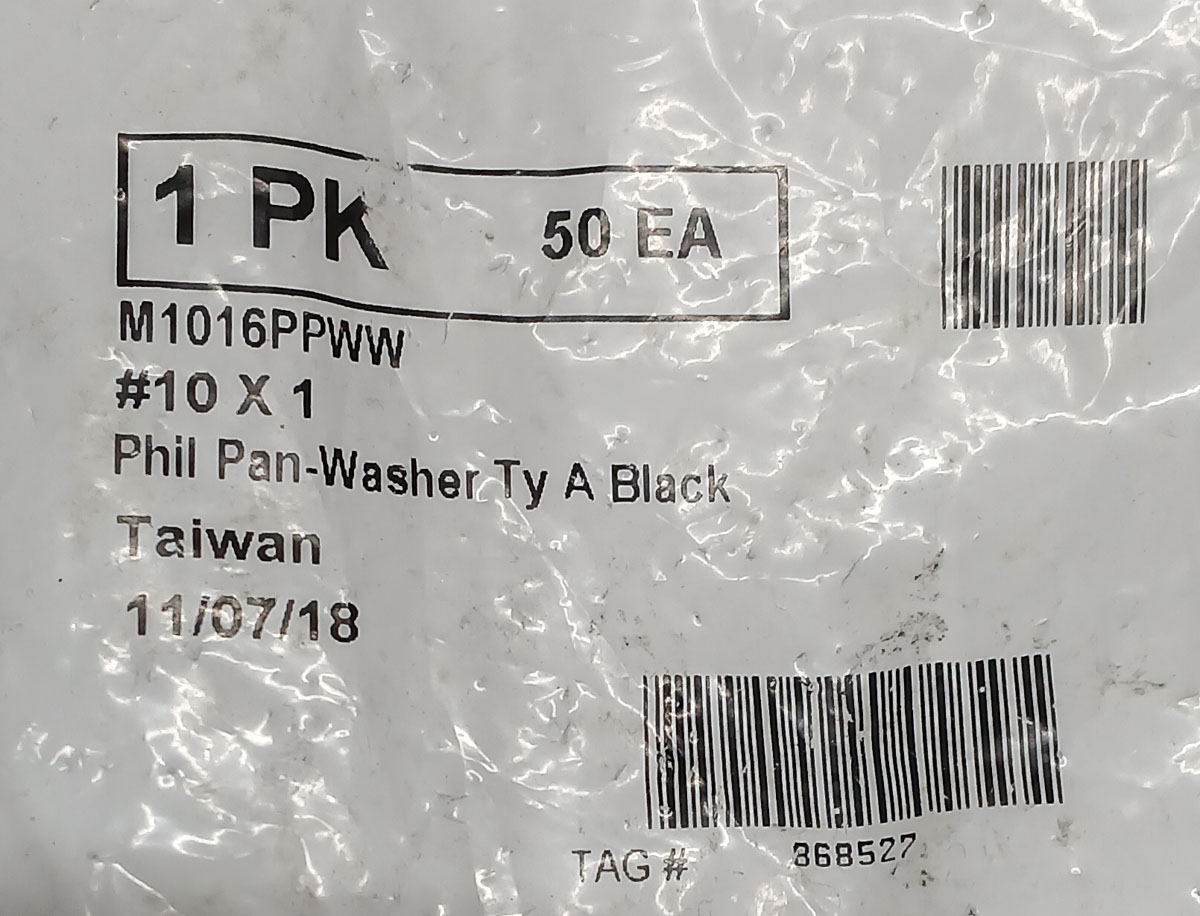 1 PK 50 EA
M1016PPWW
#10 X 1
Phil Pan-Washer Ty A Black
Taiwan
11/07/18
TAG # 868527